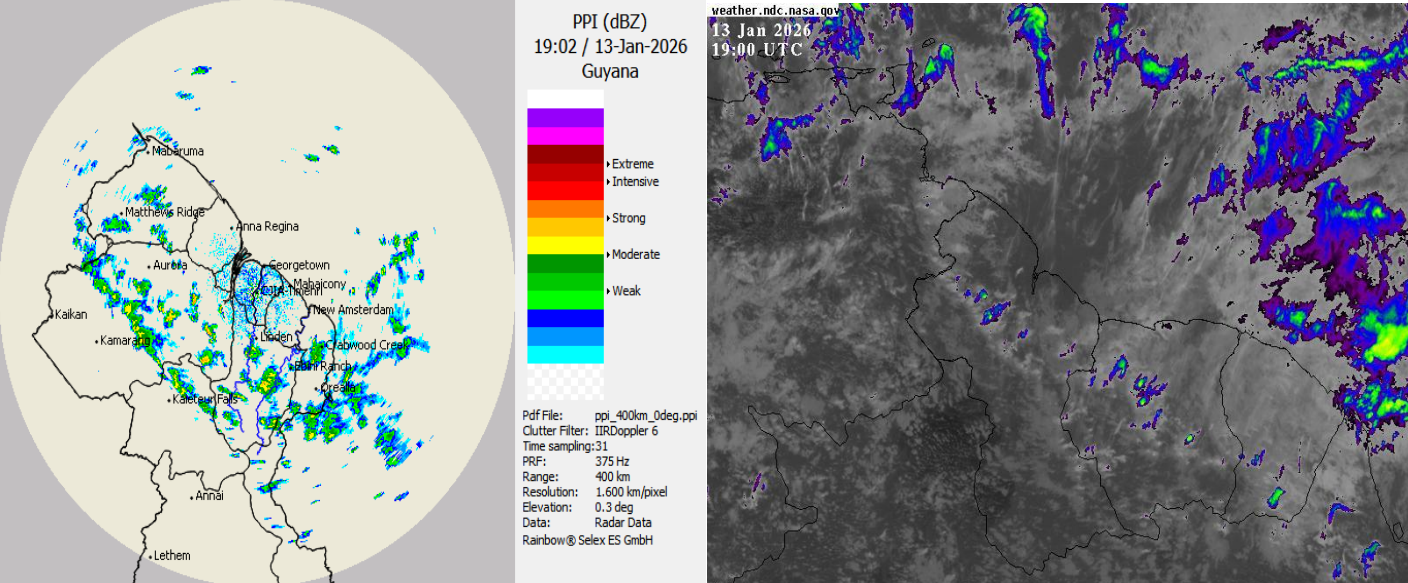 Mabaruma
Matthews Ridge
Anna Regina
Aurora
Georgetown
Mahaicony
CJIA-Timehri
Kaikan
New Amsterdam
Kamarang
Linden
Crabwood Creek
Ebini Ranch
Orealla
Kaieteur Falls
Annai
Lethem
PPI (dBZ)
19:02 / 13-Jan-2026
Guyana
Extreme
Intensive
Strong
Moderate
Weak
Pdf File: ppi_400km_0deg.ppi
Clutter Filter: IIRDoppler 6
Time sampling:31
PRF: 375 Hz
Range: 400 km
Resolution: 1.600 km/pixel
Elevation: 0.3 deg
Data: Radar Data
Rainbow® Selex ES GmbH
weather.ndc.nasa.gov
13 Jan 2026
19:00 UTC